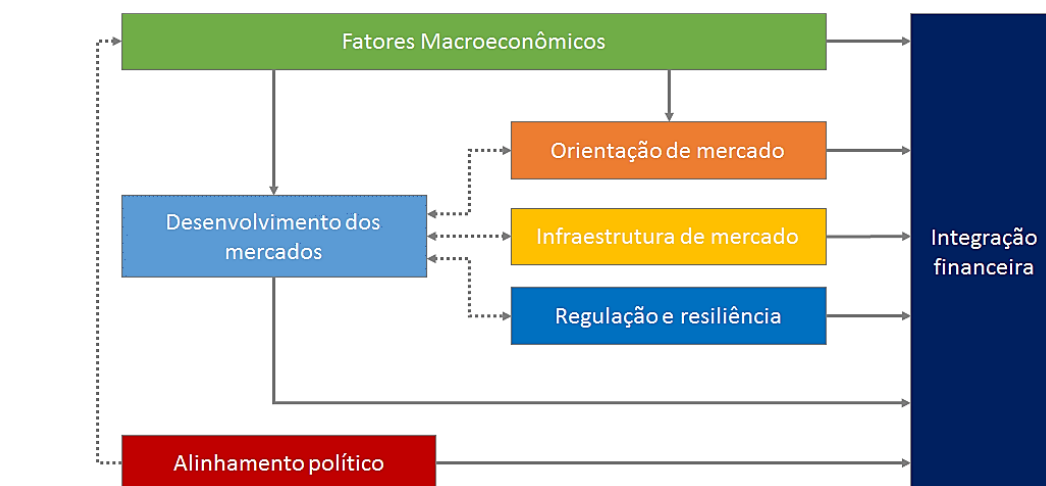 Fatores Macroeconômicos
Orientação de mercado
Desenvolvimento dos
mercados
Infraestrutura de mercado
Integração
financeira
Regulação e resiliência
Alinhamento político